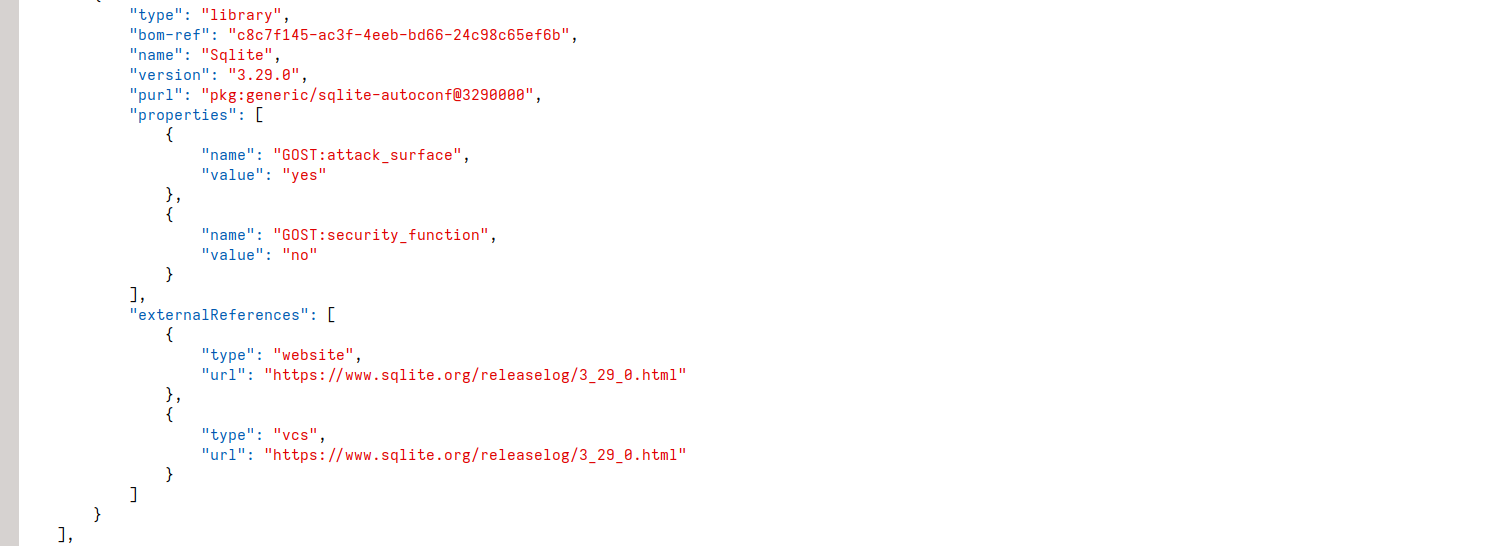 {
"type": "library",
"bom-ref": "c8c7f145-ac3f-4eeb-bd66-24c98c65ef6b",
"name": "Sqlite",
"version": "3.29.0",
"purl": "pkg:generic/sqlite-autoconf@3290000",
"properties": [
{
"name": "GOST:attack_surface",
"value": "yes"
},
{
"name": "GOST:security_function",
"value": "no"
}
],
"externalReferences": [
{
"type": "website",
"url": "https://www.sqlite.org/releaselog/3_29_0.html"
},
{
"type": "vcs",
"url": "https://www.sqlite.org/releaselog/3_29_0.html"
}
]
}
],